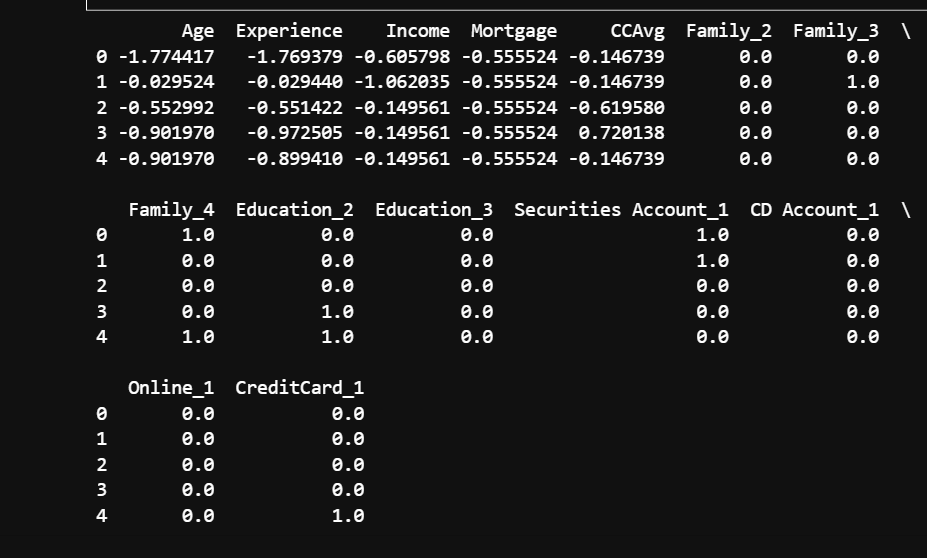 Age Experience Income Mortgage CCAvg Family_2 Family_3 \
0 -1.774417 -1.769379 -0.605798 -0.555524 -0.146739 0.0 0.0
1 -0.029524 -0.029440 -1.062035 -0.555524 -0.146739 0.0 1.0
2 -0.552992 -0.551422 -0.149561 -0.555524 -0.619580 0.0 0.0
3 -0.901970 -0.972505 -0.149561 -0.555524 0.720138 0.0 0.0
4 -0.901970 -0.899410 -0.149561 -0.555524 -0.146739 0.0 0.0
Family_4 Education_2 Education_3 Securities Account_1 CD Account_1 \
0 1.0 0.0 0.0 1.0 0.0
1 0.0 0.0 0.0 1.0 0.0
2 0.0 0.0 0.0 0.0 0.0
3 0.0 1.0 0.0 0.0 0.0
4 1.0 1.0 0.0 0.0 0.0
Online_1 CreditCard_1
0 0.0 0.0
1 0.0 0.0
2 0.0 0.0
3 0.0 0.0
4 0.0 1.0